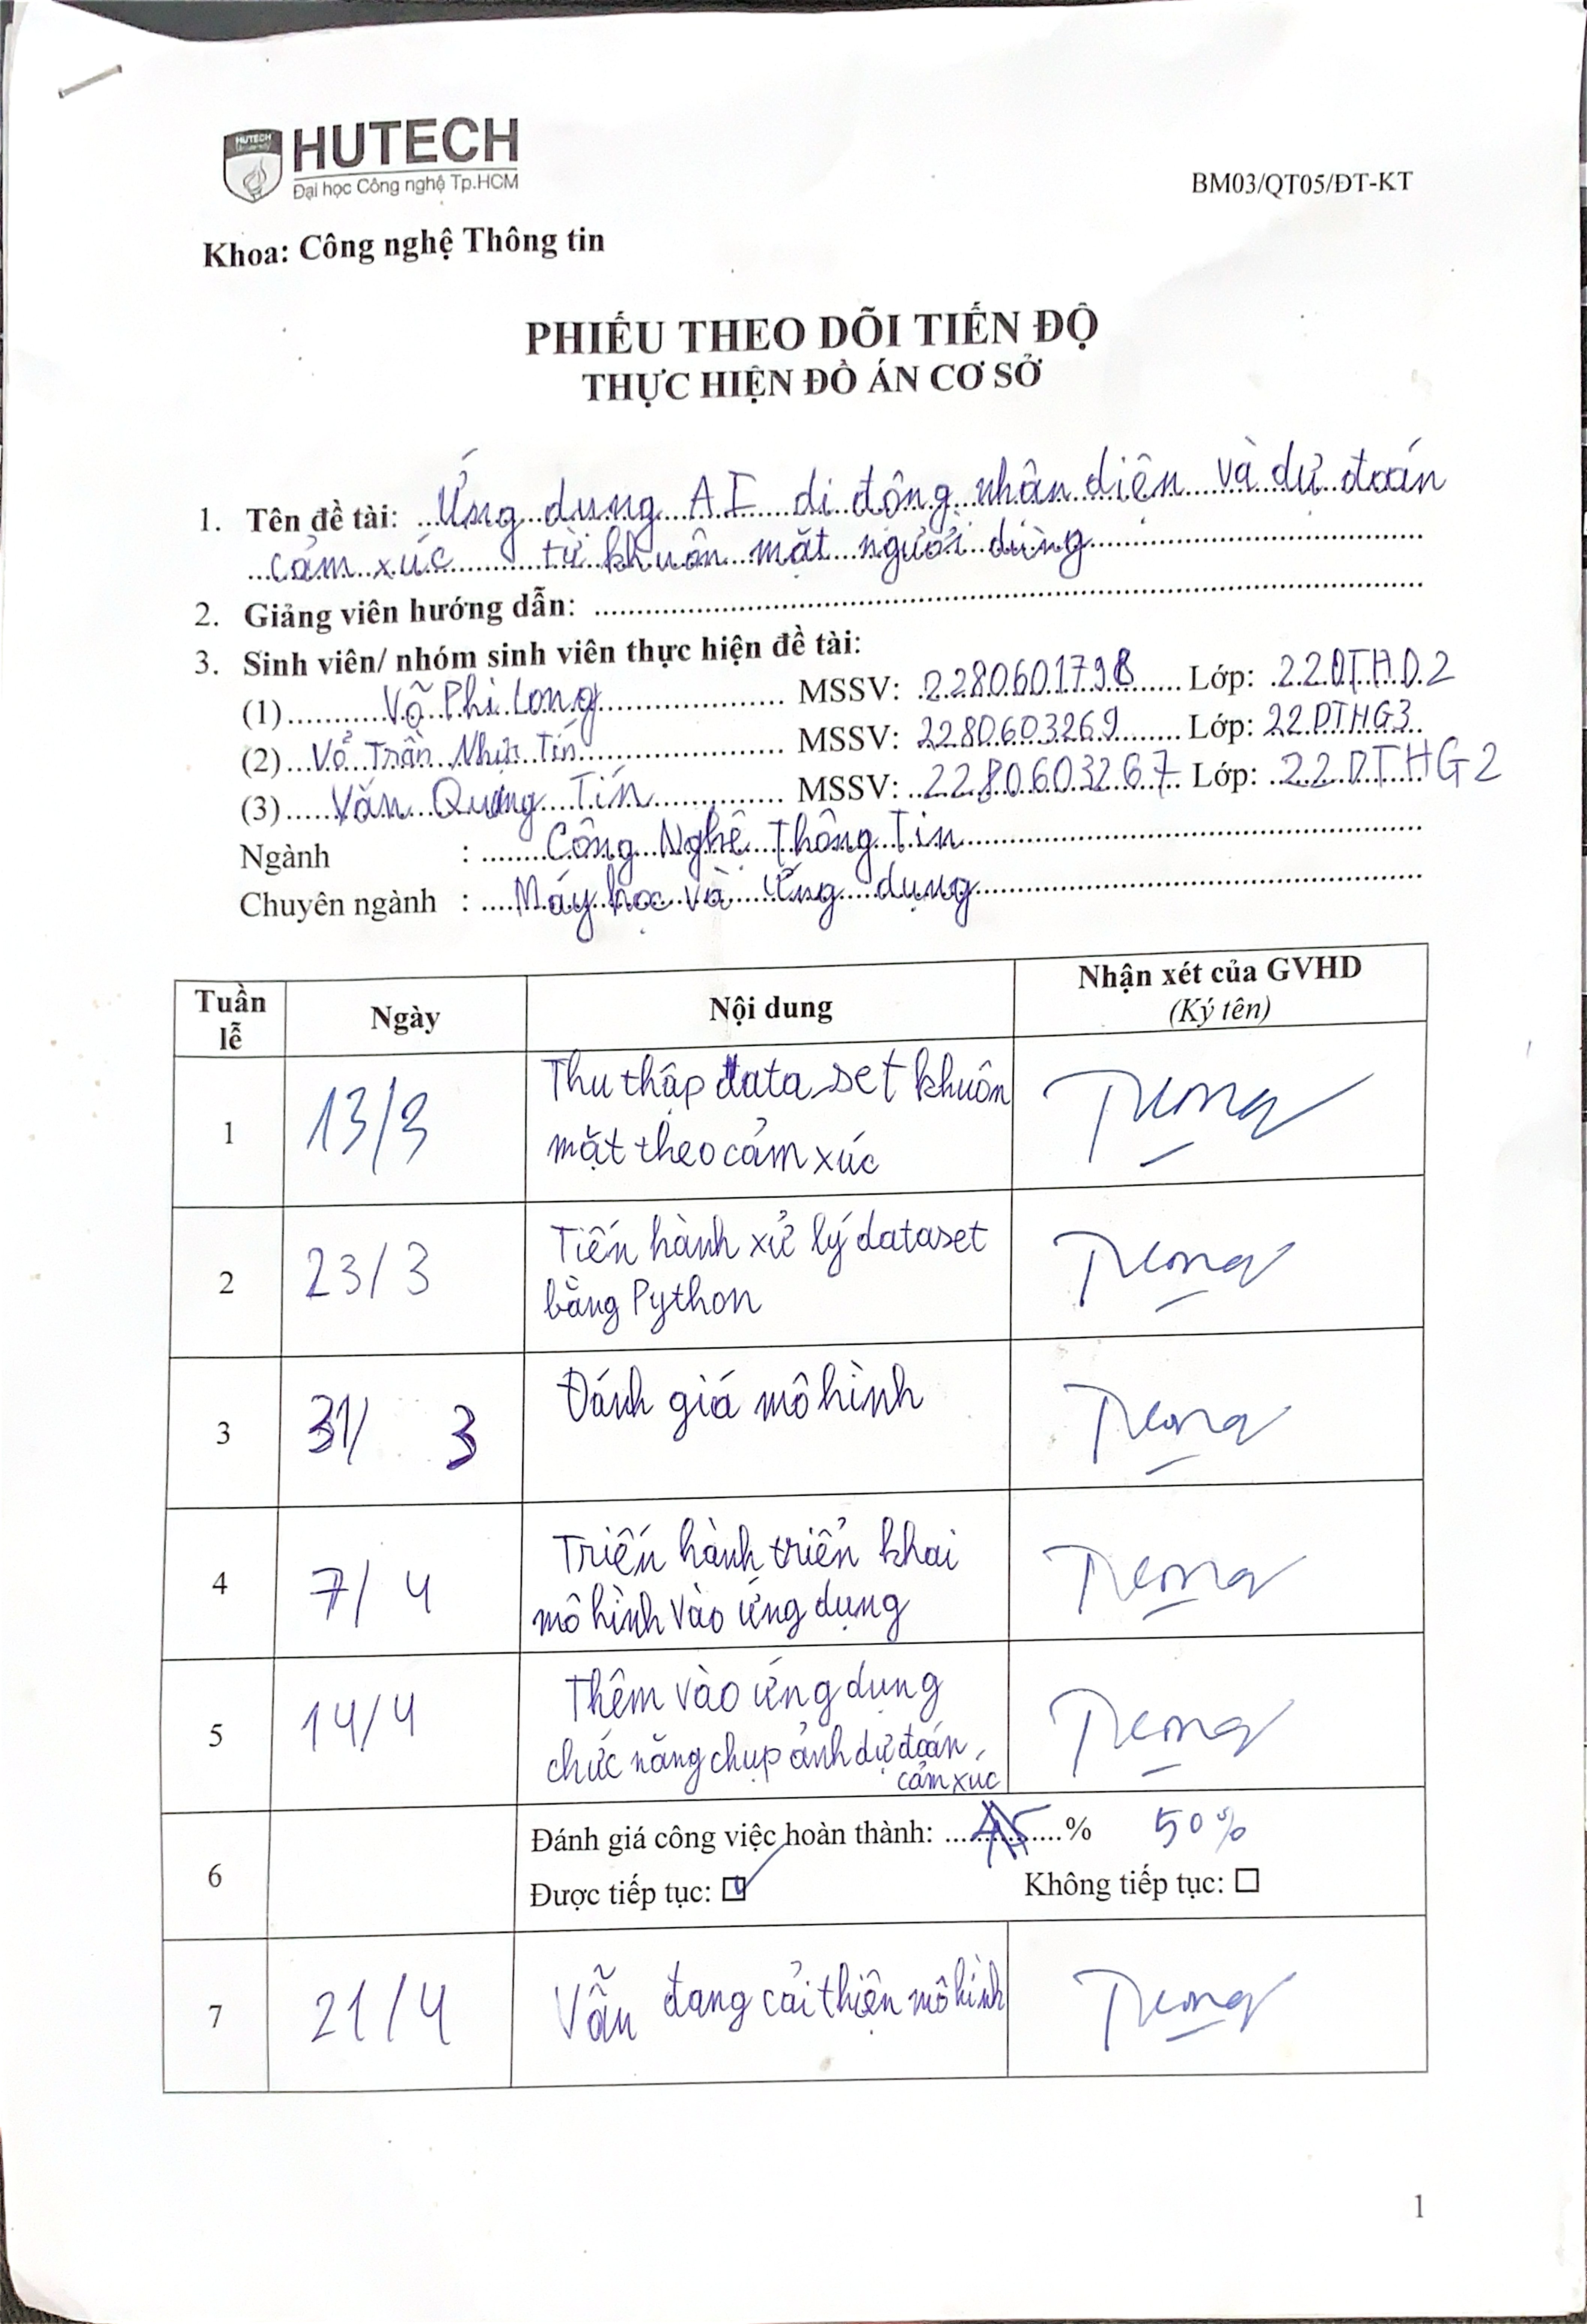 HUTECH
University
HUTECH
Đại học Công nghệ Tp.HCM
BM03/QT05/ĐT-KT
Khoa: Công nghệ Thông tin
PHIẾU THEO DÕI TIẾN ĐỘ
THỰC HIỆN ĐỒ ÁN CƠ SỞ
1. Tên đề tài: Ứng dụng AI di động nhận diện và dự đoán
cảm xúc từ khuôn mặt người dùng
2. Giảng viên hướng dẫn:
3. Sinh viên/ nhóm sinh viên thực hiện đề tài:
(1) Võ Phi Long MSSV: 2280601798 Lớp: 22DTHD2
(2) Võ Trần Nhựt Tín MSSV: 2280603269 Lớp: 22DTHG3
(3) Văn Quang Tín MSSV: 2280603267 Lớp: 22DTHG2
Ngành : Công Nghệ Thông Tin
Chuyên ngành : Máy học và Ứng dụng
Tuần lễ Ngày Nội dung Nhận xét của GVHD
(Ký tên)
1 13/3 Thu thập data set khuôn
mặt theo cảm xúc
2 23/3 Tiến hành xử lý dataset
bằng Python
3 31/ 3 Đánh giá mô hình
4 7/ 4 Triến hành triển khai
mô hình vào ứng dụng
5 14/4 Thêm vào ứng dụng
chức năng chụp ảnh dự đoán
cảm xúc
6 Đánh giá công việc hoàn thành: % 50%
Được tiếp tục: Không tiếp tục:
7 21/4 Vẫn đang cải thiện mô hình
1